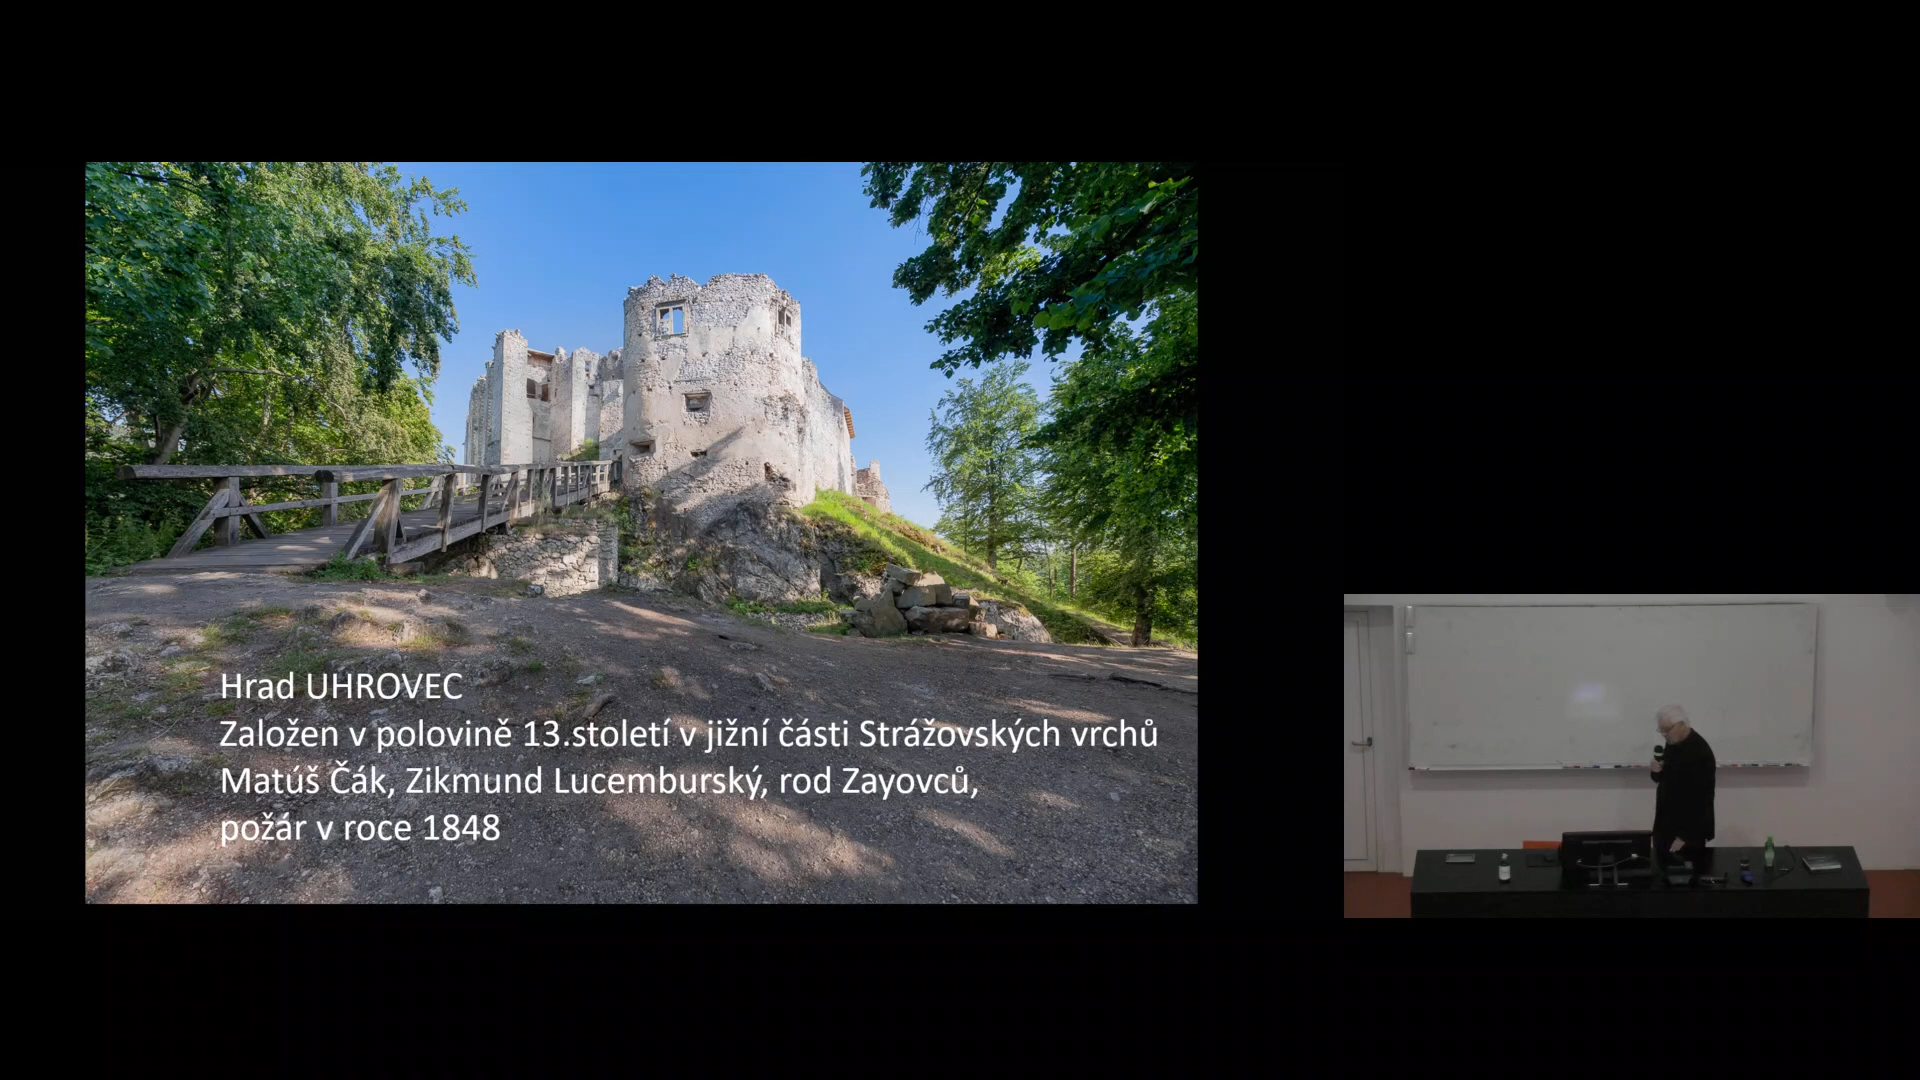 Hrad UHROVEC
Založen v polovině 13.století v jižní části Strážovských vrchů
Matúš Čák, Zikmund Lucemburský, rod Zayovců,
požár v roce 1848